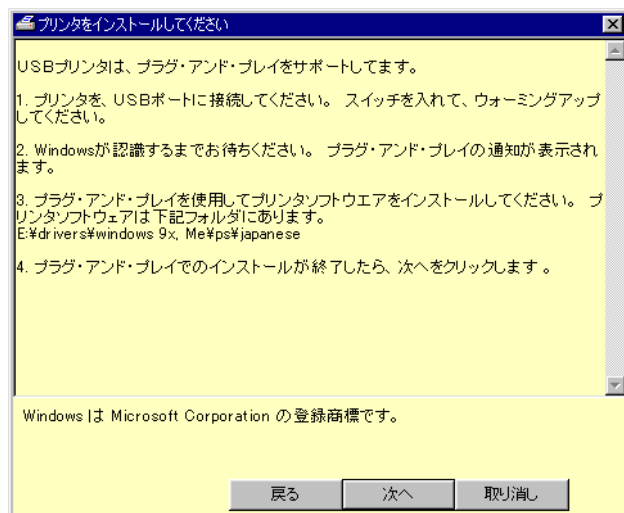 プリンタをインストールしてください
USBプリンタは、プラグ・アンド・プレイをサポートしてます。
1. プリンタを、USBポートに接続してください。 スイッチを入れて、ウォーミングアップ
してください。
2. Windowsが認識するまでお待ちください。 プラグ・アンド・プレイの通知が表示され
ます。
3. プラグ・アンド・プレイを使用してプリンタソフトウエアをインストールしてください。 プ
リンタソフトウェアは下記フォルダにあります。
E:¥drivers¥windows 9x, Me¥ps¥japanese
4. プラグ・アンド・プレイでのインストールが終了したら、次へをクリックします 。
Windows は Microsoft Corporation の登録商標です。
戻る
次へ
取り消し